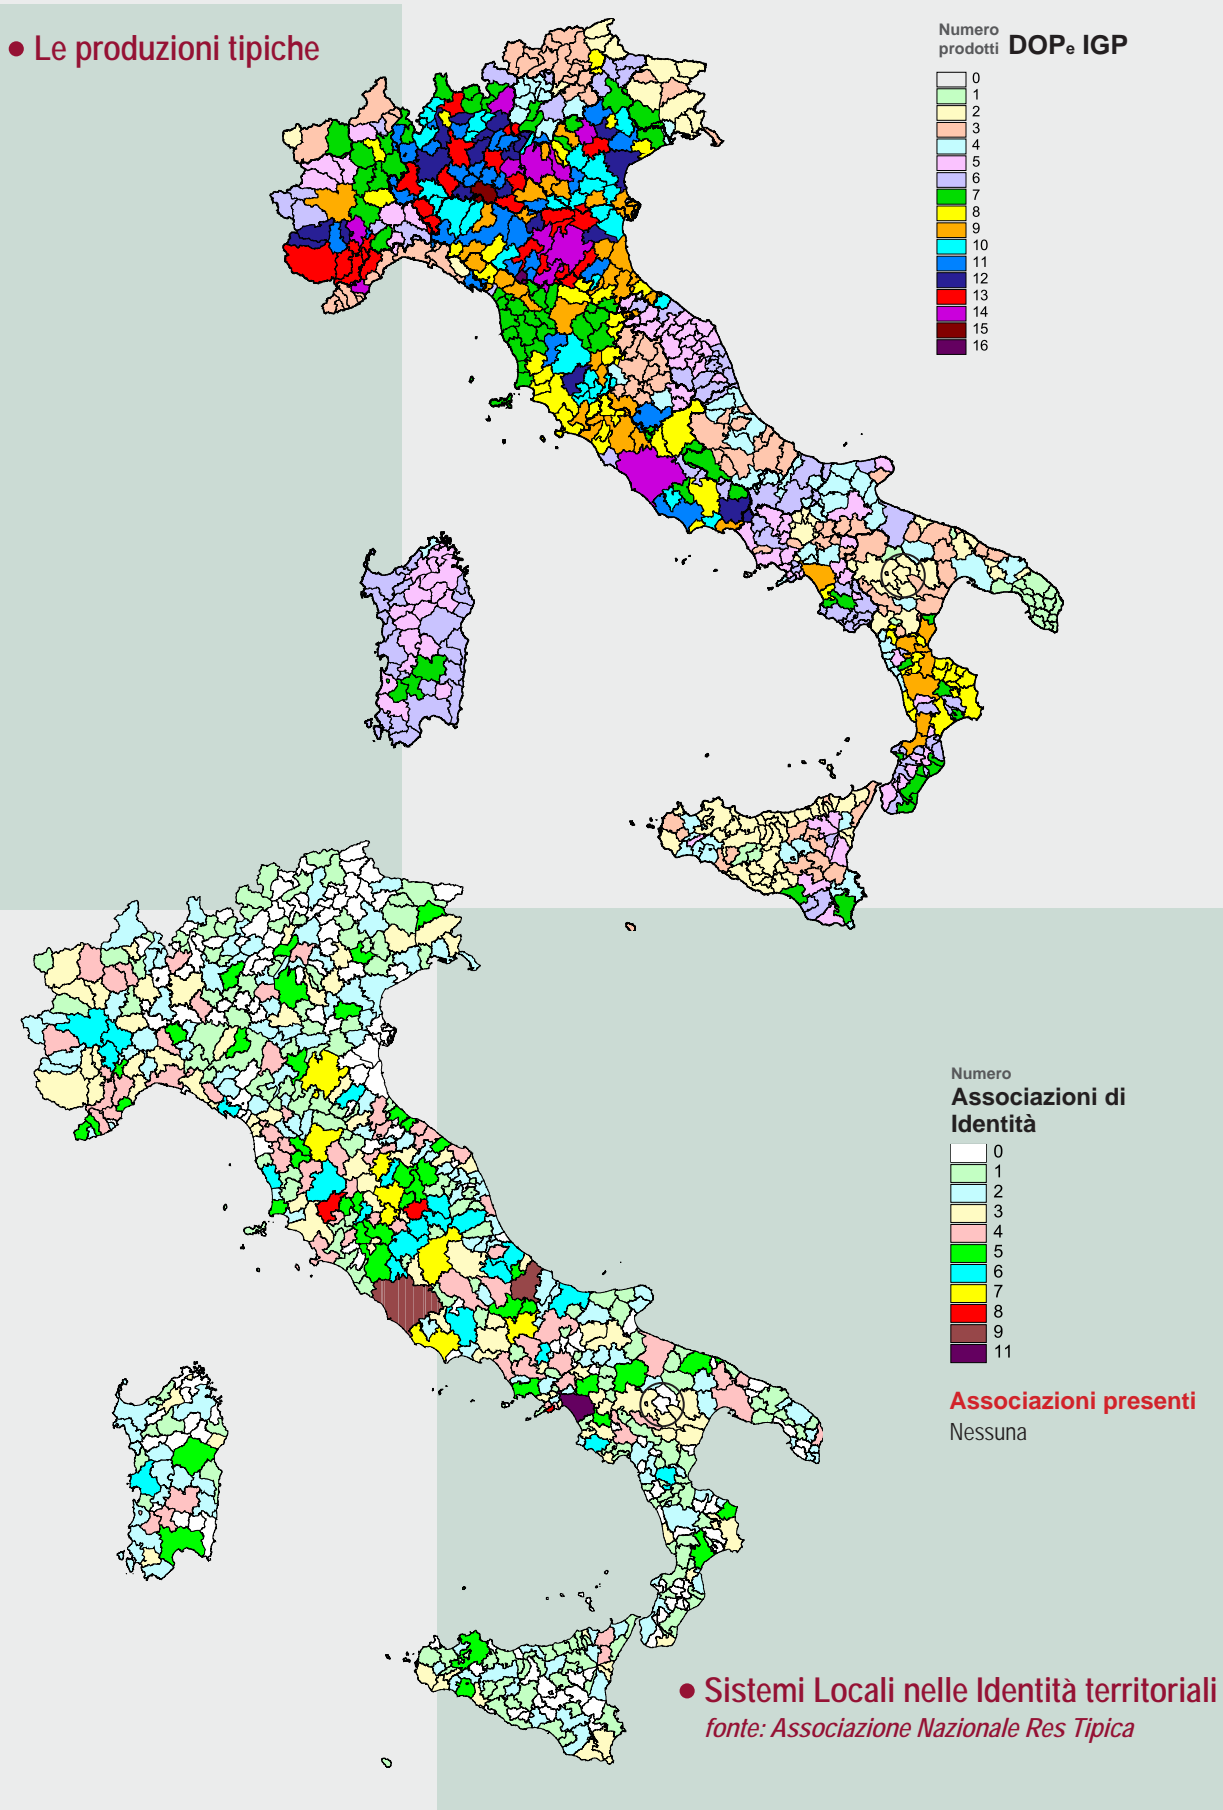 • Le produzioni tipiche
Numero
prodotti DOPe IGP
0
1
2
3
4
5
6
7
8
9
10
11
12
13
14
15
16
Numero
Associazioni di
Identità
0
1
2
3
4
5
6
7
8
9
11
Associazioni presenti
Nessuna
• Sistemi Locali nelle Identità territoriali
fonte: Associazione Nazionale Res Tipica